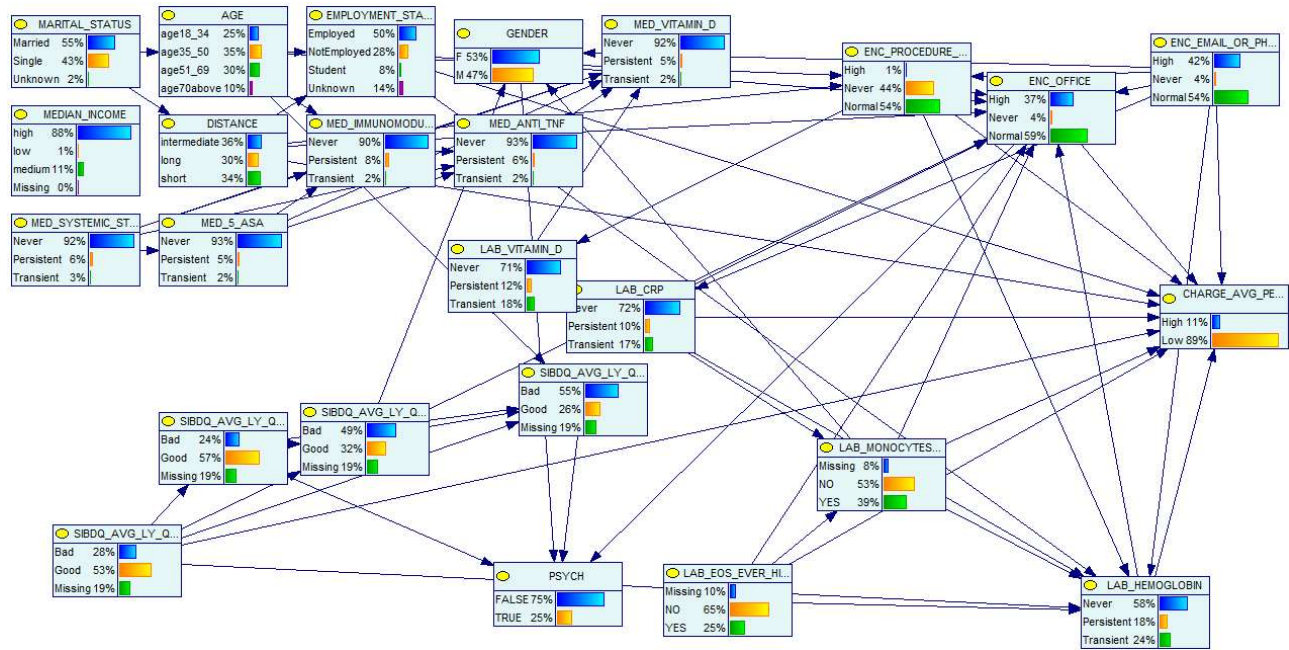 MARITAL_STATUS
Married 55%
Single 43%
Unknown 2%
AGE
age18_34 25%
age35_50 35%
age51_69 30%
age70above 10%
EMPLOYMENT_STA...
Employed 50%
NotEmployed 28%
Student 8%
Unknown 14%
GENDER
F 53%
M 47%
MED_VITAMIN_D
Never 92%
Persistent 5%
Transient 2%
ENC_PROCEDURE_...
High 1%
Never 44%
Normal 54%
ENC_OFFICE
High 37%
Never 4%
Normal 59%
ENC_EMAIL_OR_PH...
High 42%
Never 4%
Normal 54%
MEDIAN_INCOME
high 88%
low 1%
medium 11%
Missing 0%
DISTANCE
intermediate 36%
long 30%
short 34%
MED_IMMUNOMODU...
Never 90%
Persistent 8%
Transient 2%
MED_ANTI_TNF
Never 93%
Persistent 6%
Transient 2%
MED_SYSTEMIC_ST...
Never 92%
Persistent 6%
Transient 3%
MED_5_ASA
Never 93%
Persistent 5%
Transient 2%
LAB_VITAMIN_D
Never 71%
Persistent 12%
Transient 18%
LAB_CRP
ever 72%
Persistent 10%
Transient 17%
CHARGE_AVG_PE...
High 11%
Low 89%
SIBDQ_AVG_LY_Q...
Bad 55%
Good 26%
Missing 19%
SIBDQ_AVG_LY_Q...
Bad 49%
Good 32%
Missing 19%
SIBDQ_AVG_LY_Q...
Bad 24%
Good 57%
Missing 19%
LAB_MONOCYTES...
Missing 8%
NO 53%
YES 39%
SIBDQ_AVG_LY_Q...
Bad 28%
Good 53%
Missing 19%
PSYCH
FALSE 75%
TRUE 25%
LAB_EOS_EVER_HI...
Missing 10%
NO 65%
YES 25%
LAB_HEMOGLOBIN
Never 58%
Persistent 18%
Transient 24%